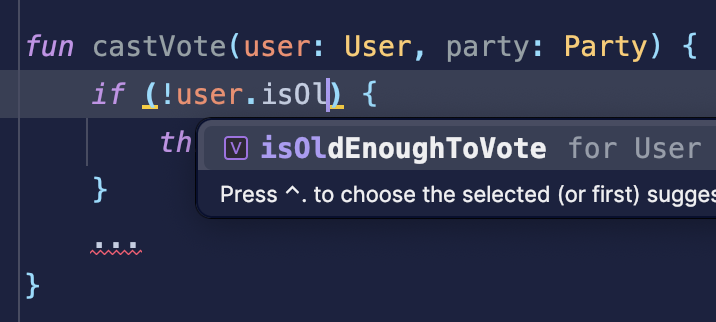 fun castVote(user: User, party: Party) {
if (!user.isOl) {
th
isOldEnoughToVote for User
Press ^. to choose the selected (or first) sugges
}
...
}